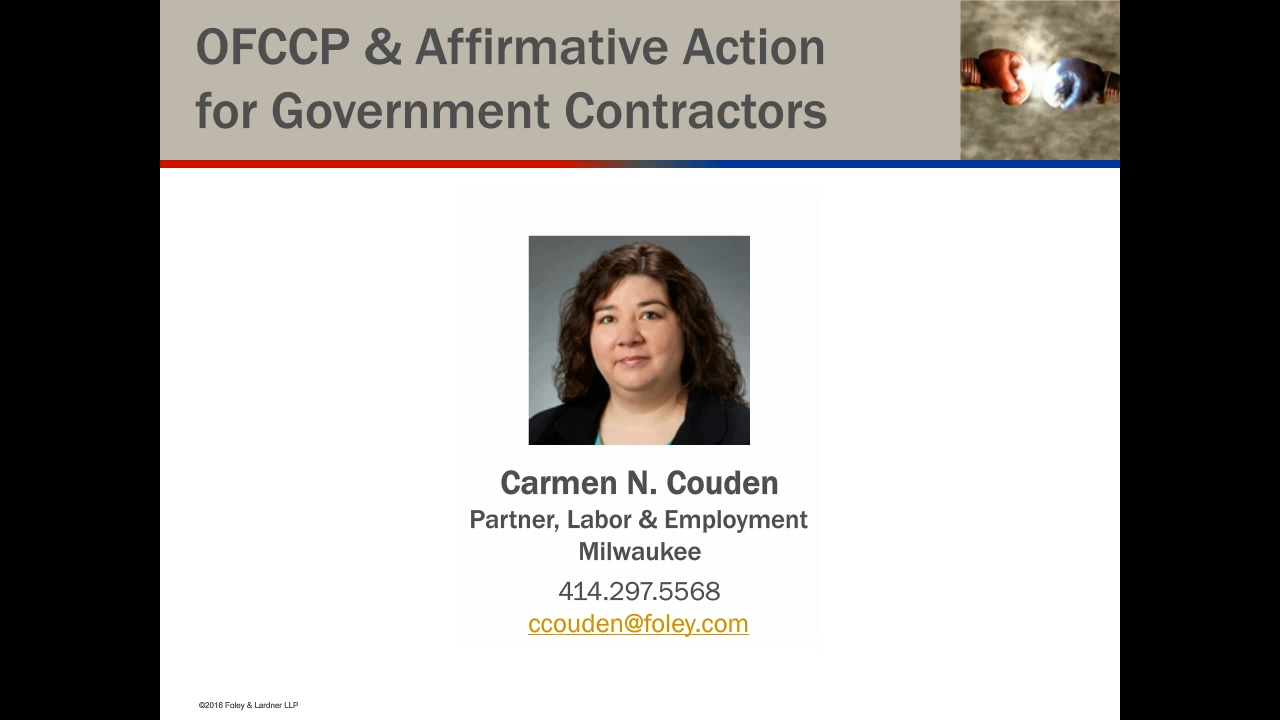 OFCCP & Affirmative Action
for Government Contractors
Carmen N. Couden
Partner, Labor & Employment
Milwaukee
414.297.5568
ccouden@foley.com
©2016 Foley & Lardner LLP